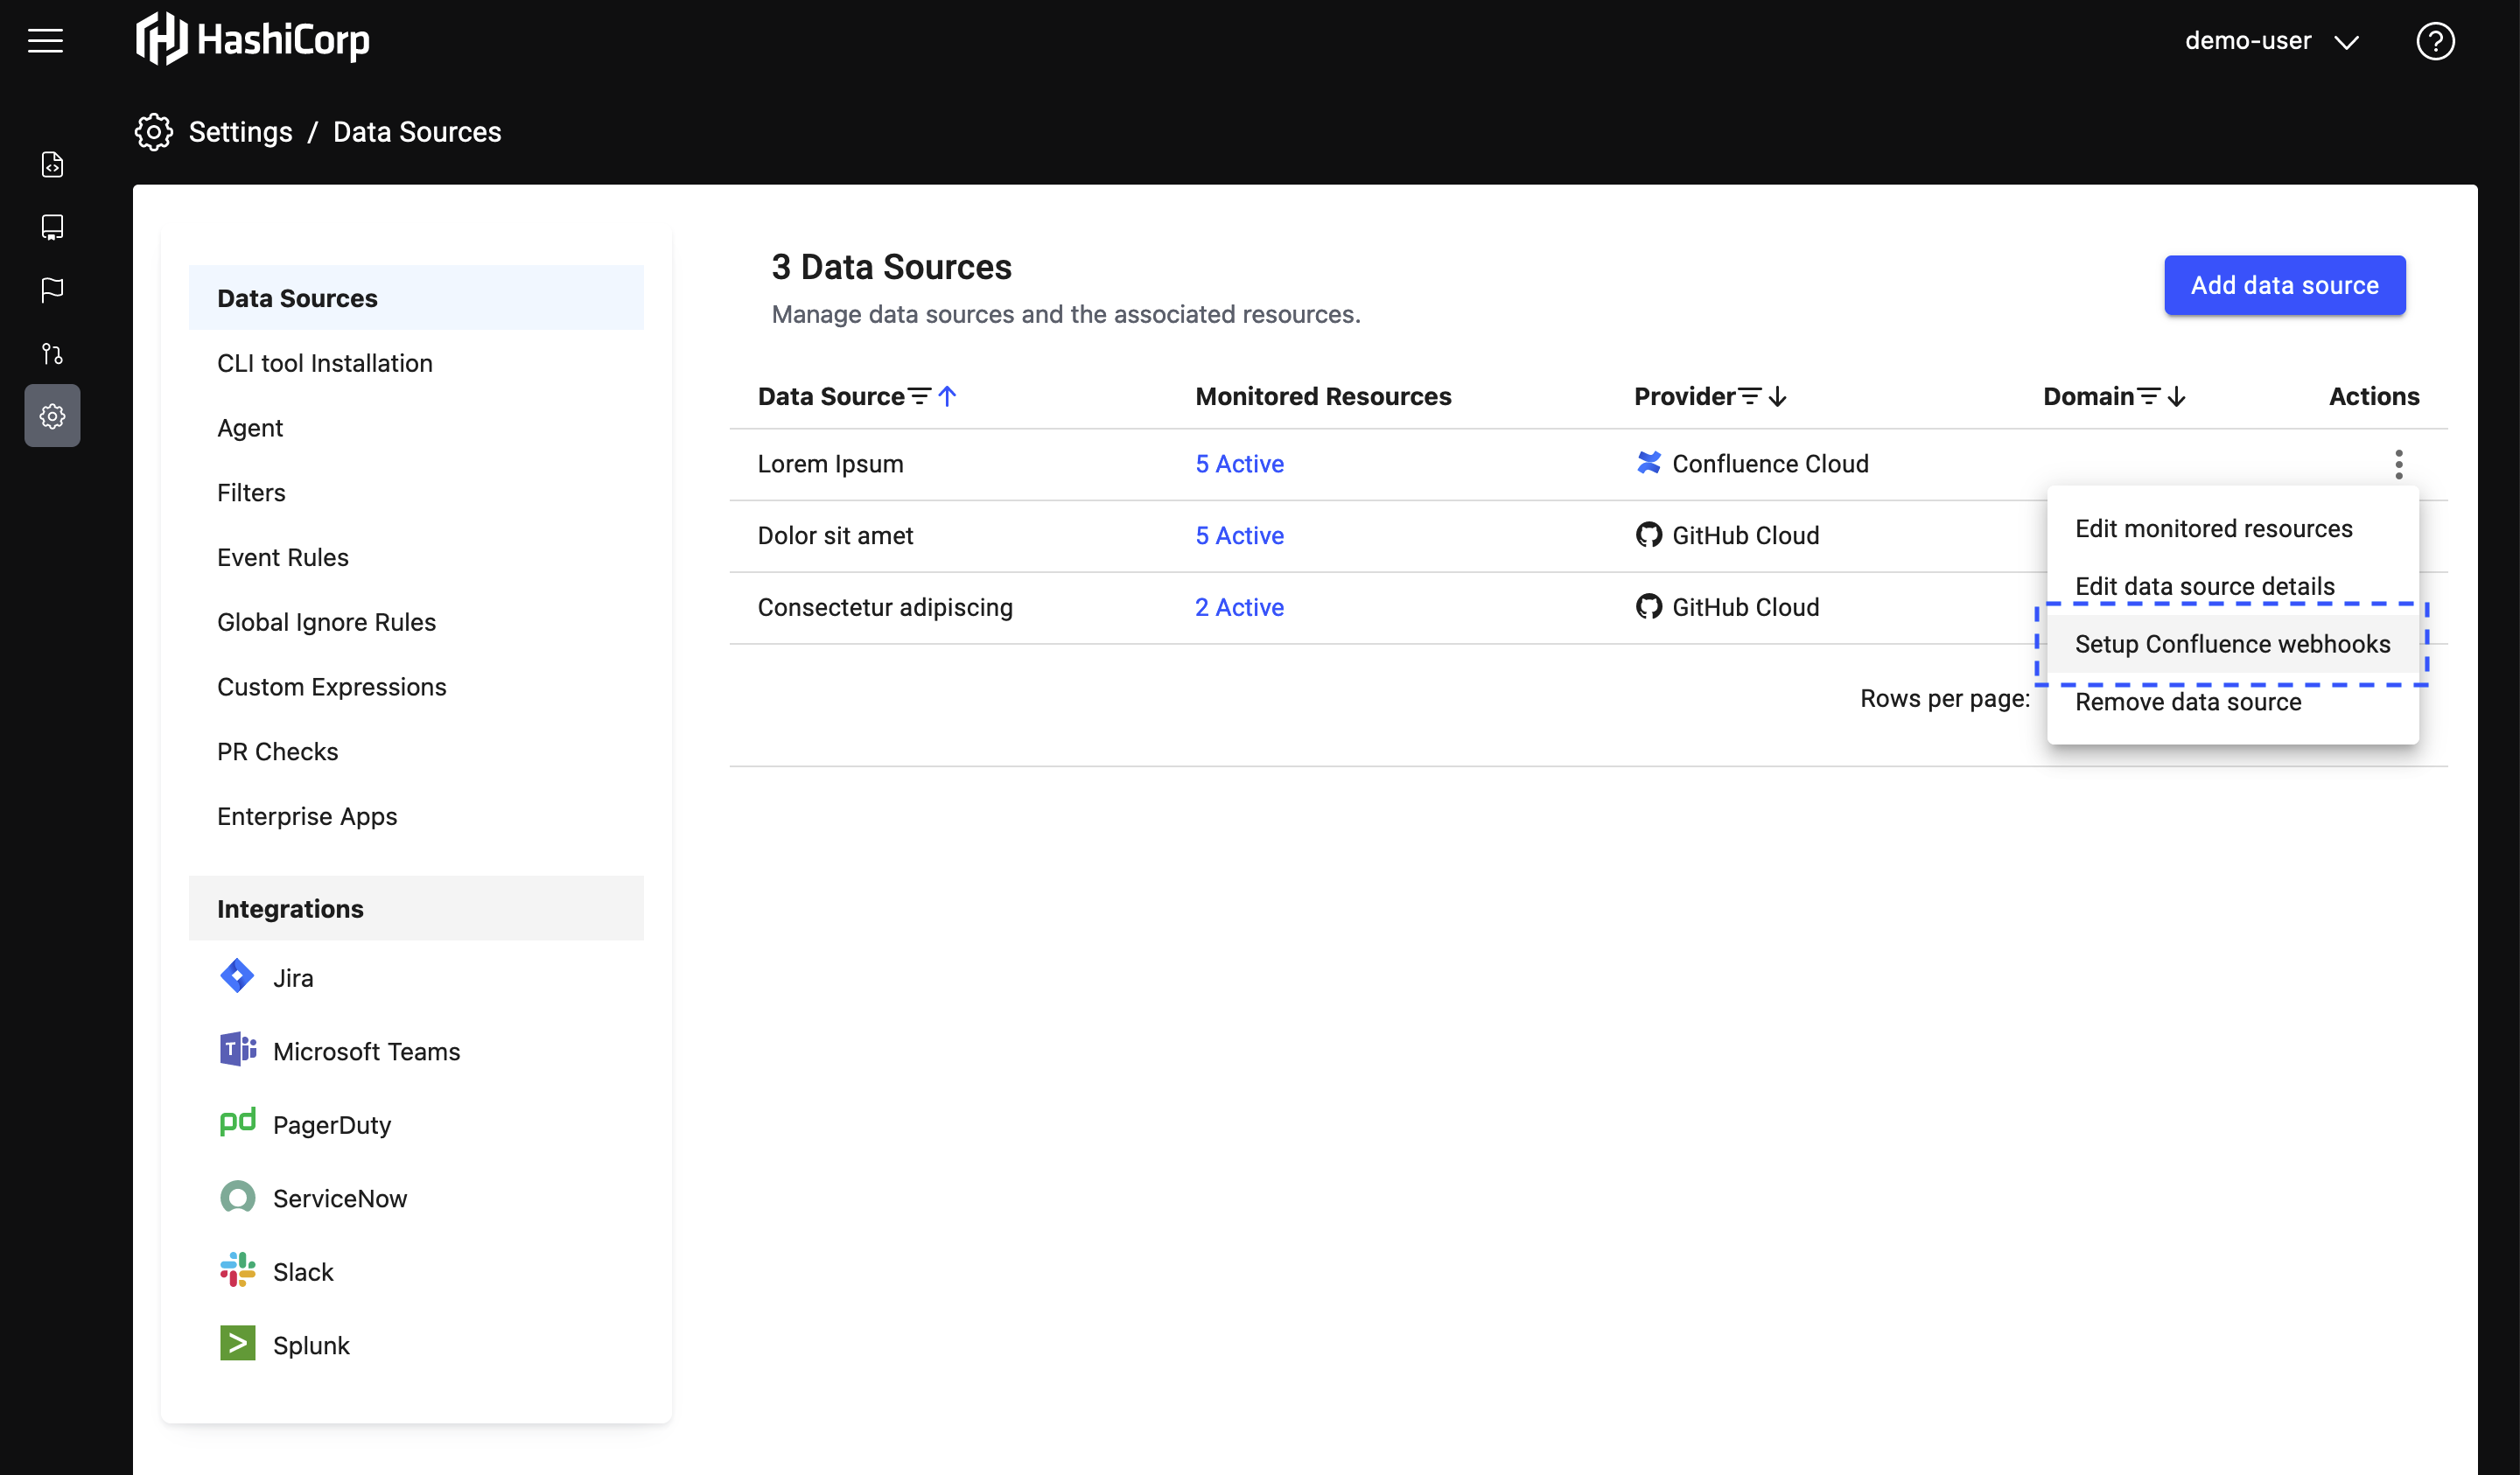 HashiCorp
demo-user
Settings / Data Sources
Data Sources
CLI tool Installation
Agent
Filters
Event Rules
Global Ignore Rules
Custom Expressions
PR Checks
Enterprise Apps
Integrations
Jira
Microsoft Teams
PagerDuty
ServiceNow
Slack
Splunk
3 Data Sources
Manage data sources and the associated resources.
Add data source
Data Source Monitored Resources Provider Domain Actions
Lorem Ipsum 5 Active Confluence Cloud
Dolor sit amet 5 Active GitHub Cloud
Consectetur adipiscing 2 Active GitHub Cloud
Rows per page:
Edit monitored resources
Edit data source details
Setup Confluence webhooks
Remove data source